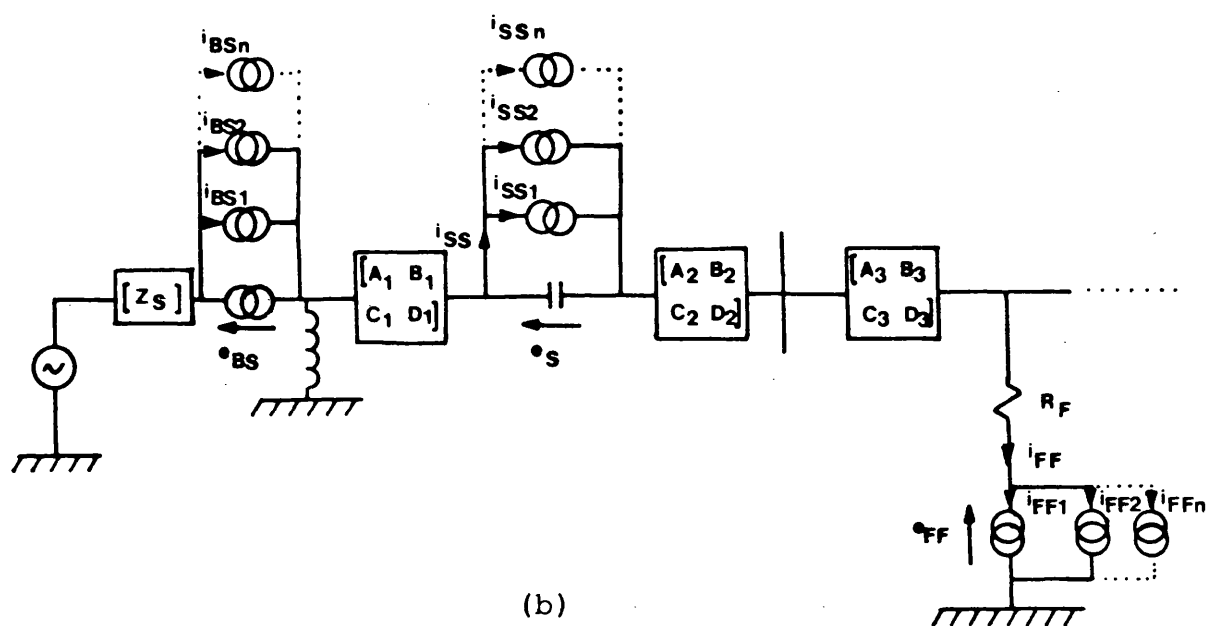 iBSn
iSSn
iBS2
iSS2
iBS1
iSS1
iSS
[ZS]
[A1 B1
C1 D1]
[A2 B2
C2 D2]
[A3 B3
C3 D3]
eBS
eS
RF
iFF
iFF1 iFF2 iFFn
eFF
(b)